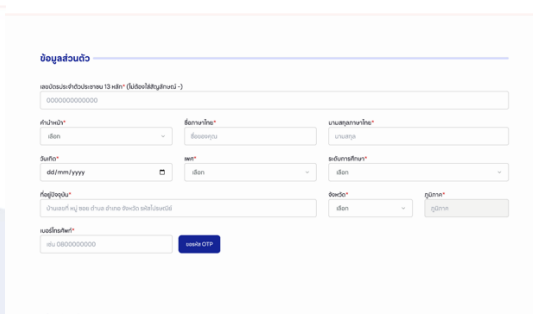 ข้อมูลส่วนตัว
เลขบัตรประจำตัวประชาชน 13 หลัก* (ไม่ต้องใส่สัญลักษณ์ -)
0000000000000
คำนำหน้า* ชื่อภาษาไทย* นามสกุลภาษาไทย*
เลือก ชื่อของคุณ นามสกุล
วันเกิด* เพศ* ระดับการศึกษา*
dd/mm/yyyy เลือก เลือก
ที่อยู่ปัจจุบัน* จังหวัด* ภูมิภาค*
บ้านเลขที่ หมู่ ซอย ตำบล อำเภอ จังหวัด รหัสไปรษณีย์ เลือก ภูมิภาค
เบอร์โทรศัพท์*
เช่น 0800000000 ขอรหัส OTP